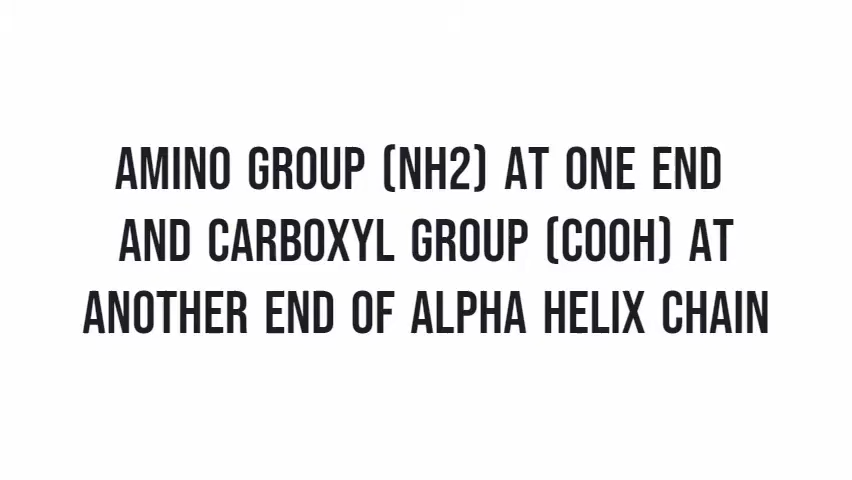 AMINO GROUP (NH2) AT ONE END
AND CARBOXYL GROUP (COOH) AT
ANOTHER END OF ALPHA HELIX CHAIN